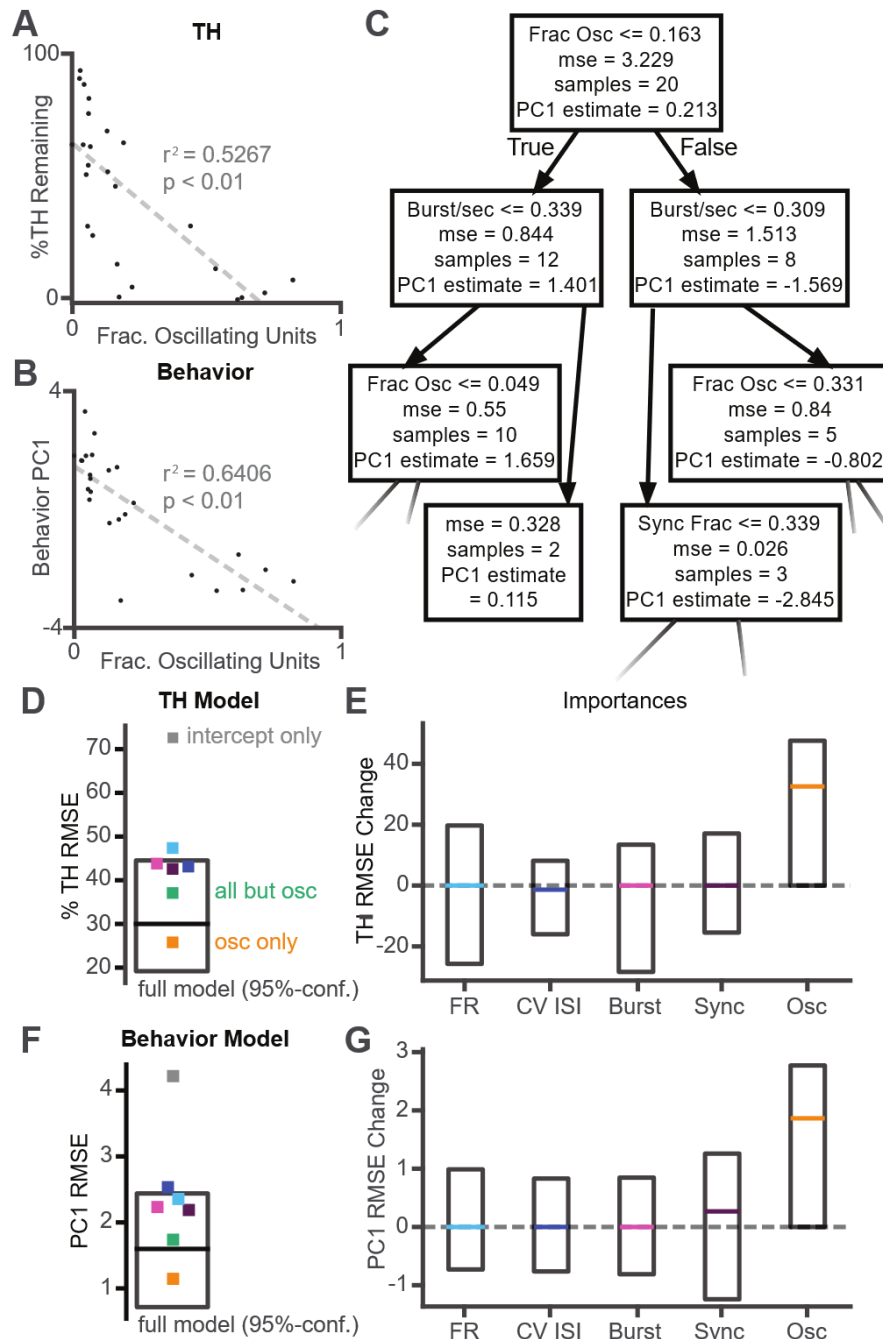 A
TH
100
%TH Remaining
r² = 0.5267
p < 0.01
0
0
Frac. Oscillating Units
1
B
Behavior
4
Behavior PC1
r² = 0.6406
p < 0.01
-4
0
Frac. Oscillating Units
1
C
Frac Osc <= 0.163
mse = 3.229
samples = 20
PC1 estimate = 0.213
True
False
Burst/sec <= 0.339
mse = 0.844
samples = 12
PC1 estimate = 1.401
Burst/sec <= 0.309
mse = 1.513
samples = 8
PC1 estimate = -1.569
Frac Osc <= 0.049
mse = 0.55
samples = 10
PC1 estimate = 1.659
Frac Osc <= 0.331
mse = 0.84
samples = 5
PC1 estimate = -0.802
mse = 0.328
samples = 2
PC1 estimate
= 0.115
Sync Frac <= 0.339
mse = 0.026
samples = 3
PC1 estimate = -2.845
D
TH Model
70
60
50
40
30
20
% TH RMSE
intercept only
all but osc
osc only
full model (95%-conf.)
E
Importances
40
20
0
-20
TH RMSE Change
FR
CV ISI
Burst
Sync
Osc
F
Behavior Model
4
3
2
1
PC1 RMSE
full model (95%-conf.)
G
3
2
1
0
-1
PC1 RMSE Change
FR
CV ISI
Burst
Sync
Osc